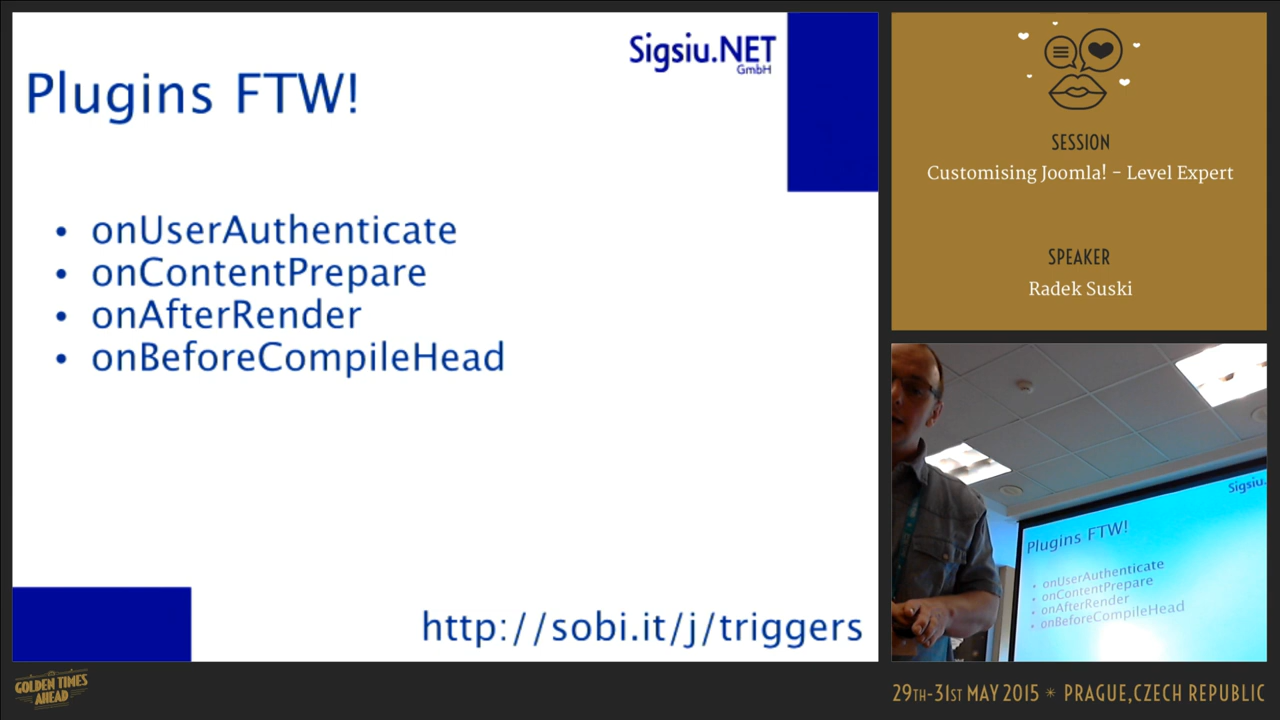 Sigsiu.NET
GmbH
Plugins FTW!
• onUserAuthenticate
• onContentPrepare
• onAfterRender
• onBeforeCompileHead
http://sobi.it/j/triggers
SESSION
Customising Joomla! - Level Expert
SPEAKER
Radek Suski
Sigsiu.
Plugins FTW!
• onUserAuthenticate
• onContentPrepare
• onAfterRender
• onBeforeCompileHead
GOLDEN TIMES
AHEAD
29TH-31ST MAY 2015 * PRAGUE,CZECH REPUBLIC